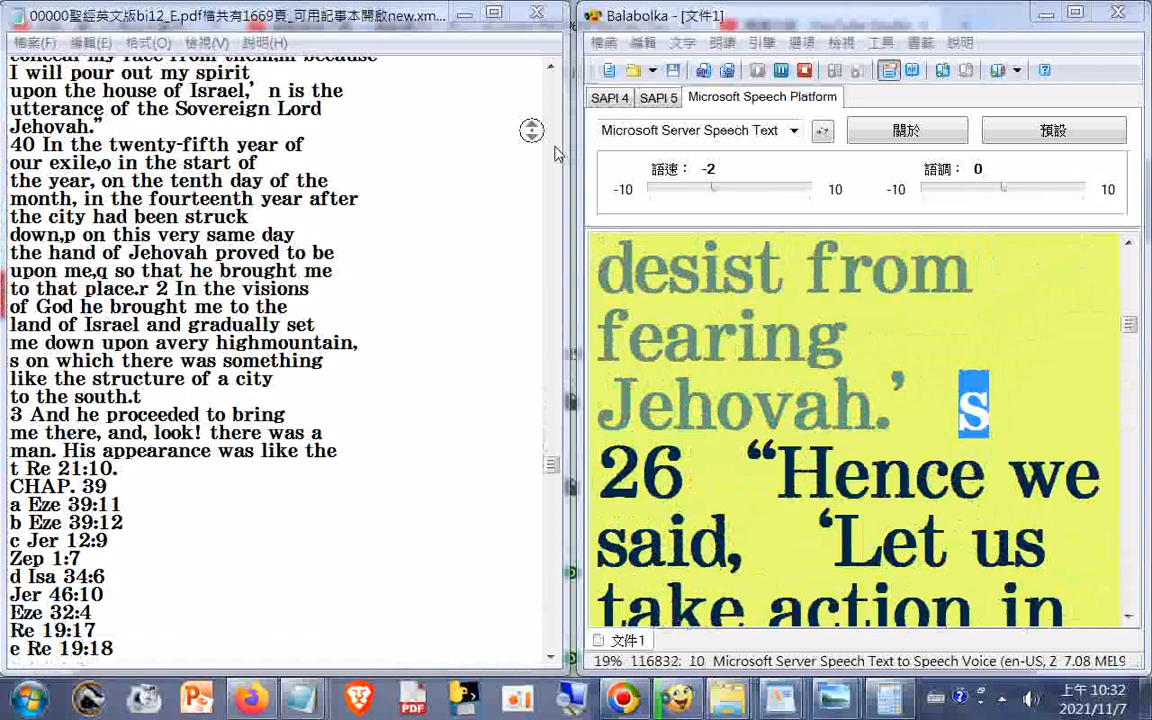 00000聖經英文版bi12_E.pdf檔共有1669頁_可用記事本開啟new.xm...
檔案(F) 編輯(E) 格式(O) 檢視(V) 說明(H)
conceal my face from them,m because
I will pour out my spirit
upon the house of Israel,’ n is the
utterance of the Sovereign Lord
Jehovah.”
40 In the twenty-fifth year of
our exile,o in the start of
the year, on the tenth day of the
month, in the fourteenth year after
the city had been struck
down,p on this very same day
the hand of Jehovah proved to be
upon me,q so that he brought me
to that place.r 2 In the visions
of God he brought me to the
land of Israel and gradually set
me down upon avery highmountain,
s on which there was something
like the structure of a city
to the south.t
3 And he proceeded to bring
me there, and, look! there was a
man. His appearance was like the
t Re 21:10.
CHAP. 39
a Eze 39:11
b Eze 39:12
c Jer 12:9
Zep 1:7
d Isa 34:6
Jer 46:10
Eze 32:4
Re 19:17
e Re 19:18
Balabolka - [文件1]
檔案 編輯 文字 朗讀 引擎 選項 檢視 工具 書籤 說明
SAPI 4 SAPI 5 Microsoft Speech Platform
Microsoft Server Speech Text 關於 預設
語速： -2 語調： 0
-10 10 -10 10
desist from
fearing
Jehovah.’ s
26 “Hence we
said, ‘Let us
take action in
文件1
19% 116832: 10 Microsoft Server Speech Text to Speech Voice (en-US, Z 7.08 MB
PDF
上午 10:32
2021/11/7